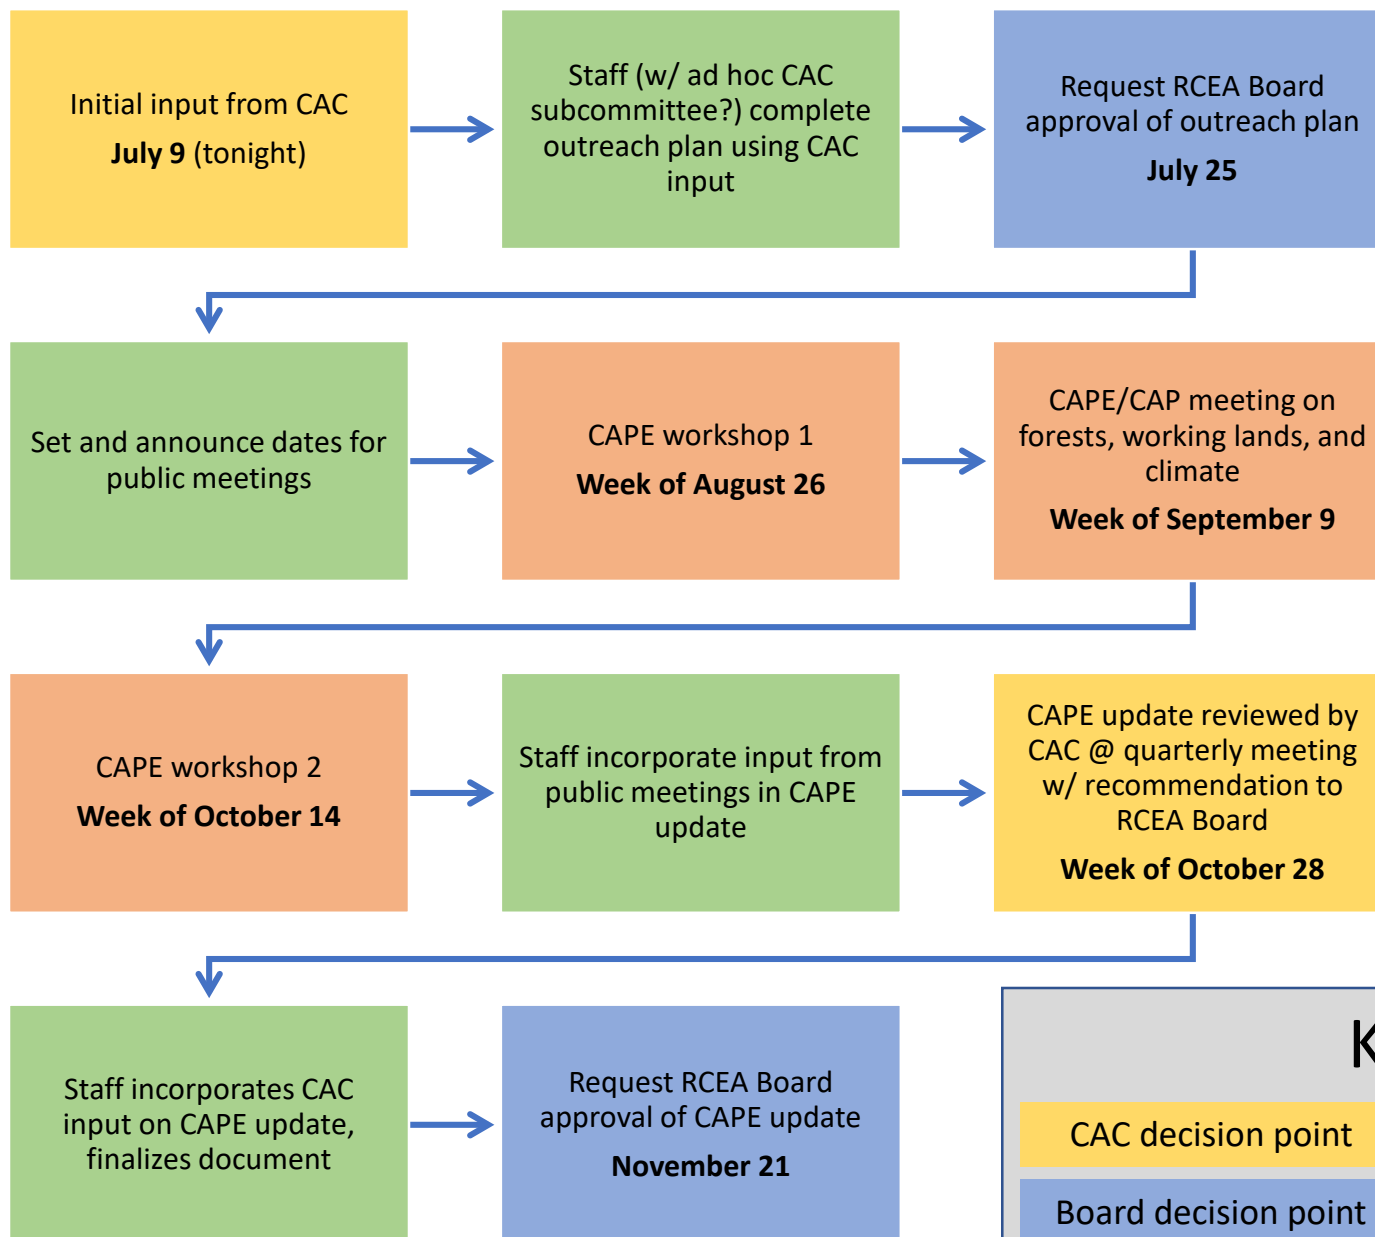 Initial input from CAC
July 9 (tonight)
Staff (w/ ad hoc CAC
subcommittee?) complete
outreach plan using CAC
input
Request RCEA Board
approval of outreach plan
July 25
Set and announce dates for
public meetings
CAPE workshop 1
Week of August 26
CAPE/CAP meeting on
forests, working lands, and
climate
Week of September 9
CAPE workshop 2
Week of October 14
Staff incorporate input from
public meetings in CAPE
update
CAPE update reviewed by
CAC @ quarterly meeting
w/ recommendation to
RCEA Board
Week of October 28
Staff incorporates CAC
input on CAPE update,
finalizes document
Request RCEA Board
approval of CAPE update
November 21
CAC decision point
Board decision point